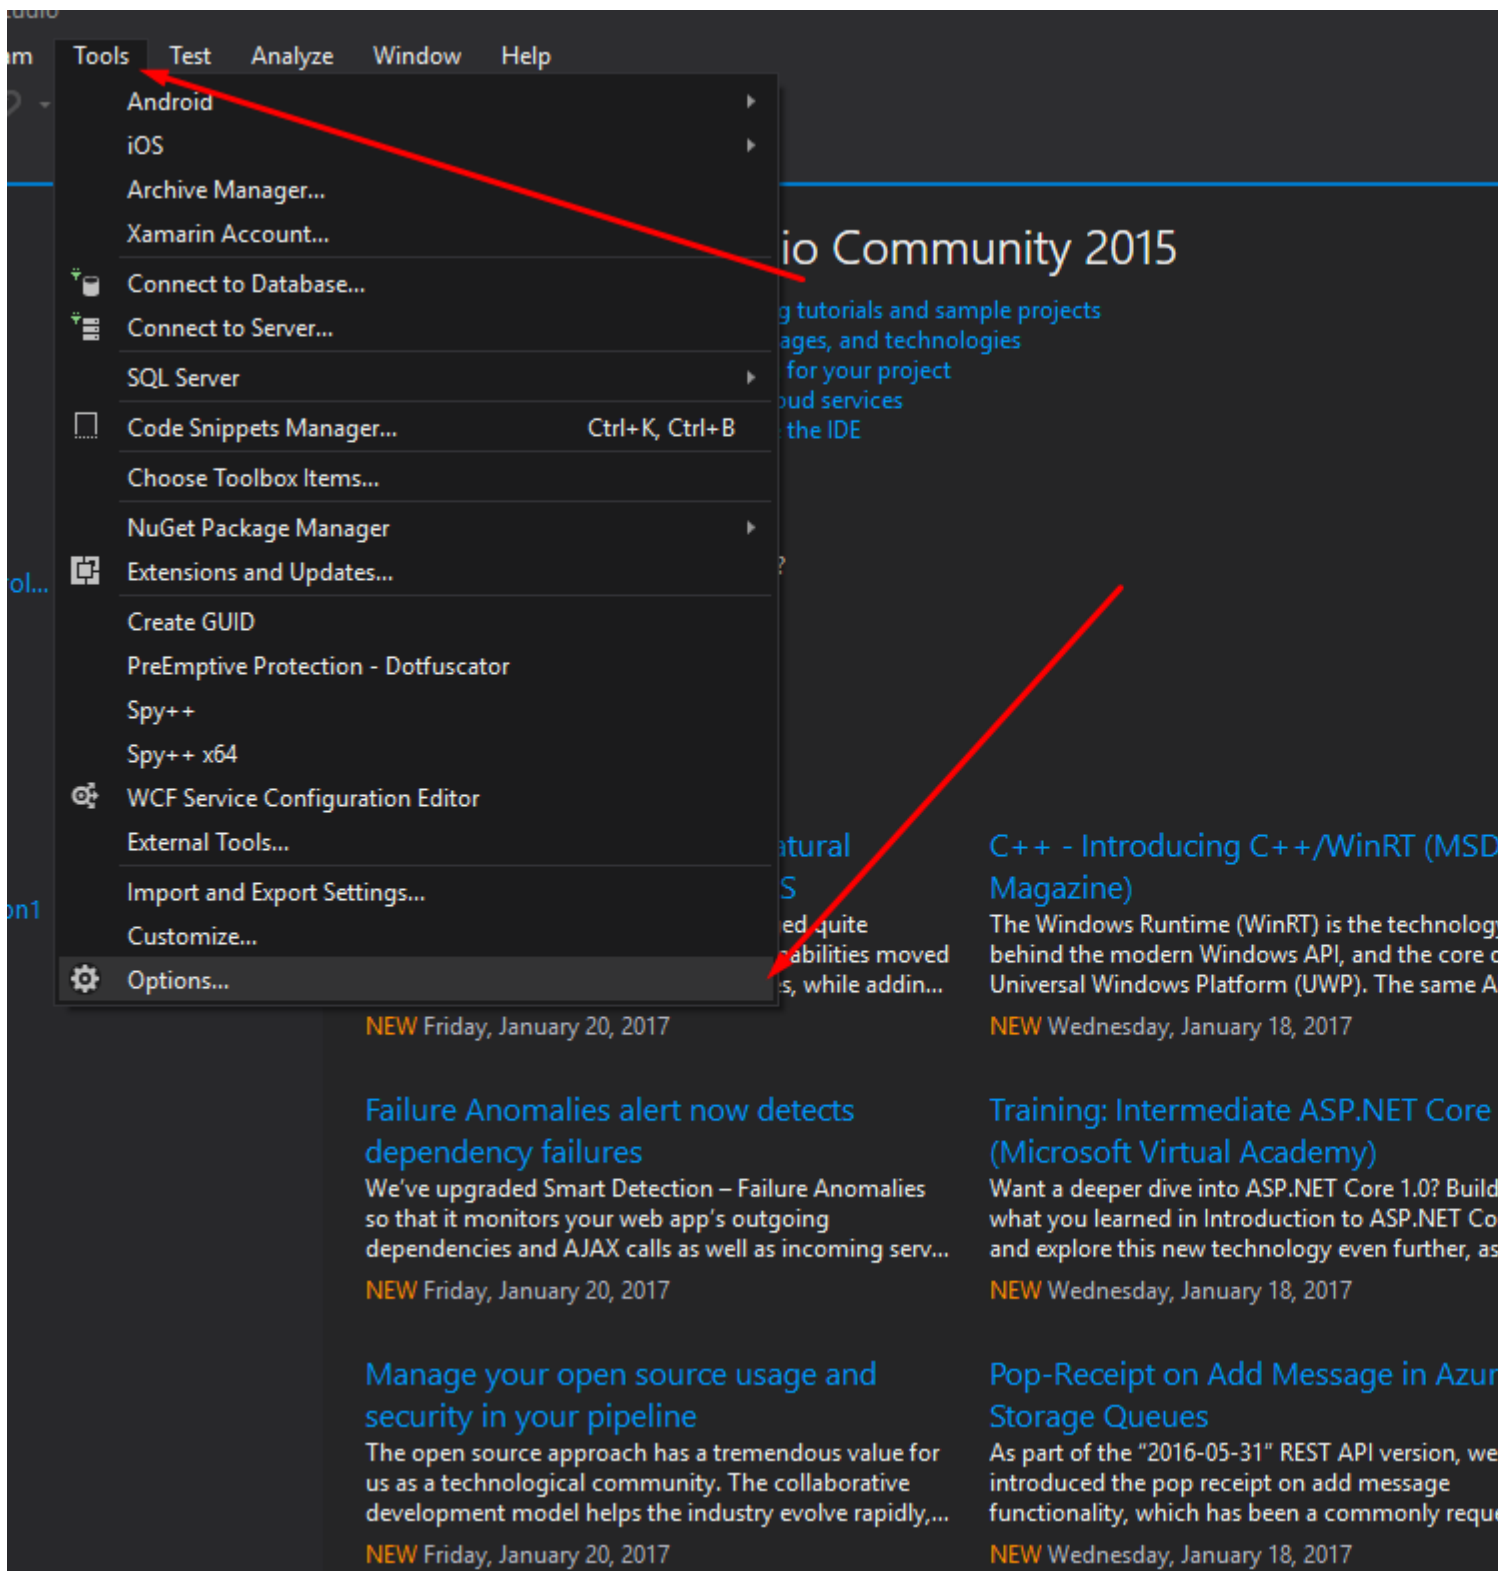 Tools Test Analyze Window Help
Android
iOS
Archive Manager...
Xamarin Account...
Connect to Database...
Connect to Server...
SQL Server
Code Snippets Manager... Ctrl+K, Ctrl+B
Choose Toolbox Items...
NuGet Package Manager
Extensions and Updates...
Create GUID
PreEmptive Protection - Dotfuscator
Spy++
Spy++ x64
WCF Service Configuration Editor
External Tools...
Import and Export Settings...
Customize...
Options...
io Community 2015
g tutorials and sample projects
ages, and technologies
for your project
oud services
the IDE
?
ol...
on1
atural
S
ed quite
abilities moved
s, while addin...
NEW Friday, January 20, 2017
C++ - Introducing C++/WinRT (MSD
Magazine)
The Windows Runtime (WinRT) is the technology
behind the modern Windows API, and the core o
Universal Windows Platform (UWP). The same A
NEW Wednesday, January 18, 2017
Failure Anomalies alert now detects
dependency failures
We've upgraded Smart Detection – Failure Anomalies
so that it monitors your web app's outgoing
dependencies and AJAX calls as well as incoming serv...
NEW Friday, January 20, 2017
Training: Intermediate ASP.NET Core
(Microsoft Virtual Academy)
Want a deeper dive into ASP.NET Core 1.0? Build
what you learned in Introduction to ASP.NET Co
and explore this new technology even further, as
NEW Wednesday, January 18, 2017
Manage your open source usage and
security in your pipeline
The open source approach has a tremendous value for
us as a technological community. The collaborative
development model helps the industry evolve rapidly,...
NEW Friday, January 20, 2017
Pop-Receipt on Add Message in Azur
Storage Queues
As part of the “2016-05-31” REST API version, we
introduced the pop receipt on add message
functionality, which has been a commonly reque
NEW Wednesday, January 18, 2017